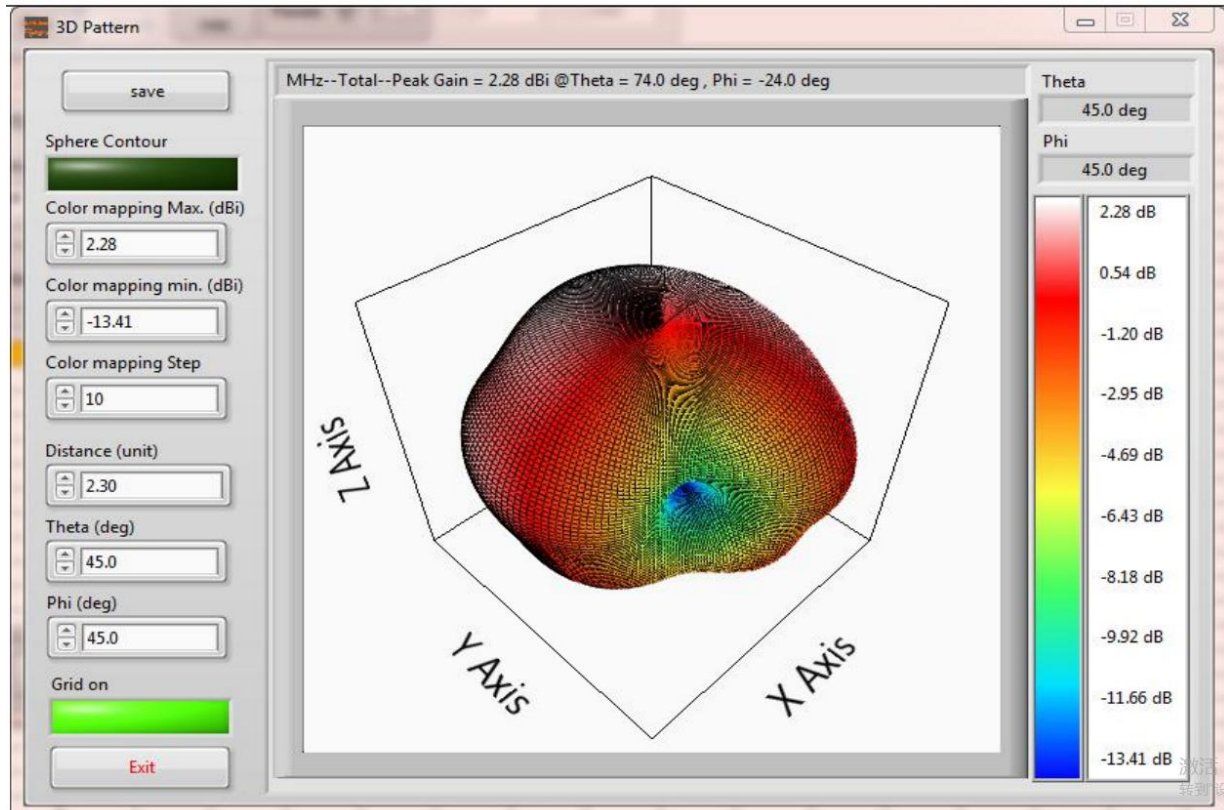 3D Pattern
save
MHz--Total--Peak Gain = 2.28 dBi @Theta = 74.0 deg , Phi = -24.0 deg
Theta
45.0 deg
Phi
45.0 deg
Sphere Contour
Color mapping Max. (dBi)
2.28
Color mapping min. (dBi)
-13.41
Color mapping Step
10
Distance (unit)
2.30
Theta (deg)
45.0
Phi (deg)
45.0
Grid on
Exit
Z Axis
Y Axis
X Axis
2.28 dB
0.54 dB
-1.20 dB
-2.95 dB
-4.69 dB
-6.43 dB
-8.18 dB
-9.92 dB
-11.66 dB
-13.41 dB
激活
转到